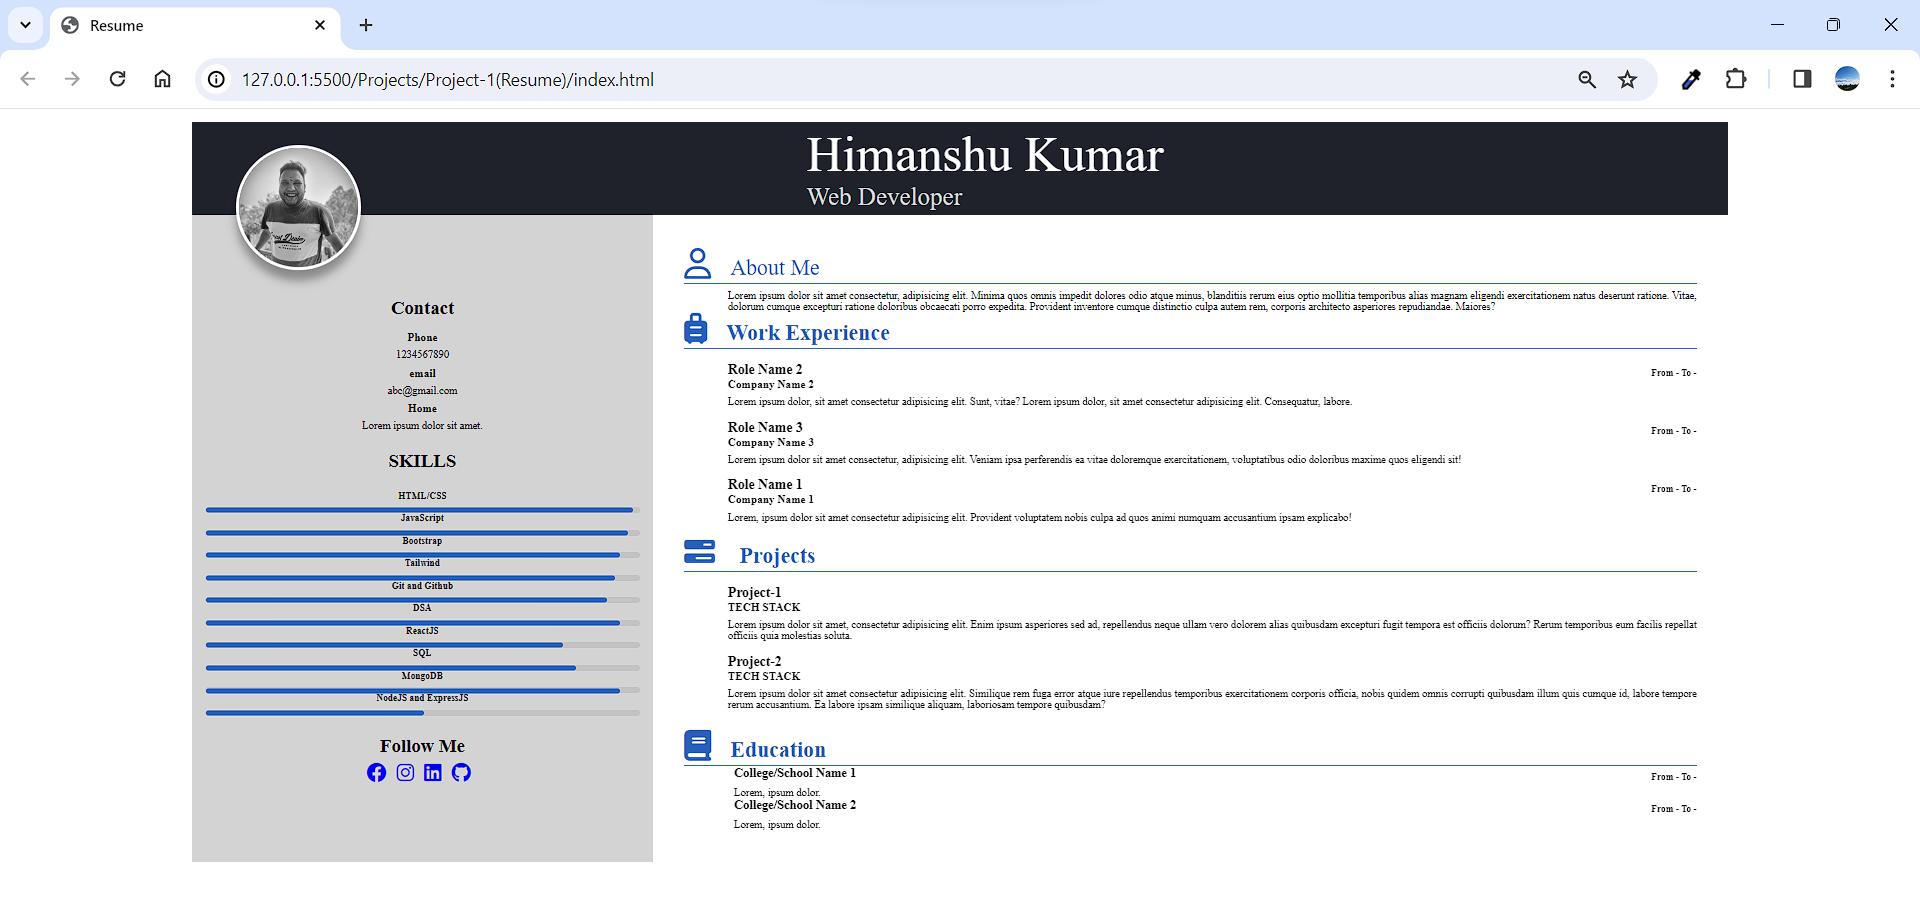 Resume
127.0.0.1:5500/Projects/Project-1(Resume)/index.html
Himanshu Kumar
Web Developer
Contact
Phone
1234567890
email
abc@gmail.com
Home
Lorem ipsum dolor sit amet.
SKILLS
HTML/CSS
JavaScript
Bootstrap
Tailwind
Git and Github
DSA
ReactJS
SQL
MongoDB
NodeJS and ExpressJS
Follow Me
About Me
Lorem ipsum dolor sit amet consectetur, adipisicing elit. Minima quos omnis impedit dolores odio atque minus, blanditiis rerum eius optio mollitia temporibus alias magnam eligendi exercitationem natus deserunt ratione. Vitae,
dolorum cumque excepturi ratione doloribus obcaecati porro expedita. Provident inventore cumque distinctio culpa autem rem, corporis architecto asperiores repudiandae. Maiores?
Work Experience
Role Name 2
From - To -
Company Name 2
Lorem ipsum dolor, sit amet consectetur adipisicing elit. Sunt, vitae? Lorem ipsum dolor, sit amet consectetur adipisicing elit. Consequatur, labore.
Role Name 3
From - To -
Company Name 3
Lorem ipsum dolor sit amet consectetur, adipisicing elit. Veniam ipsa perferendis ea vitae doloremque exercitationem, voluptatibus odio doloribus maxime quos eligendi sit!
Role Name 1
From - To -
Company Name 1
Lorem, ipsum dolor sit amet consectetur adipisicing elit. Provident voluptatem nobis culpa ad quos animi numquam accusantium ipsam explicabo!
Projects
Project-1
TECH STACK
Lorem ipsum dolor sit amet, consectetur adipisicing elit. Enim ipsum asperiores sed ad, repellendus neque ullam vero dolorem alias quibusdam excepturi fugit tempora est officiis dolorum? Rerum temporibus eum facilis repellat
officiis quia molestias soluta.
Project-2
TECH STACK
Lorem ipsum dolor sit amet consectetur adipisicing elit. Similique rem fuga error atque iure repellendus temporibus exercitationem corporis officia, nobis quidem omnis corrupti quibusdam illum quis cumque id, labore tempore
rerum accusantium. Ea labore ipsam similique aliquam, laboriosam tempore quibusdam?
Education
College/School Name 1
From - To -
Lorem, ipsum dolor.
College/School Name 2
From - To -
Lorem, ipsum dolor.